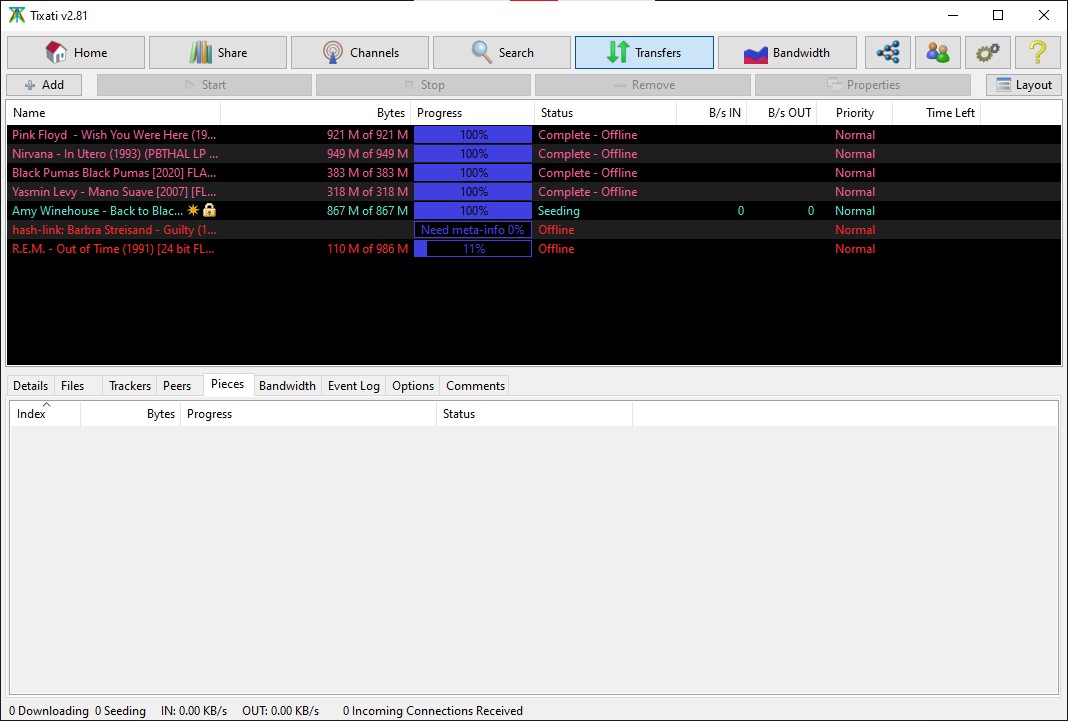 Tixati v2.81
Home Share Channels Search Transfers Bandwidth
Add Start Stop Remove Properties Layout
Name Bytes Progress Status B/s IN B/s OUT Priority Time Left
Pink Floyd - Wish You Were Here (19... 921 M of 921 M 100% Complete - Offline Normal
Nirvana - In Utero (1993) (PBTHAL LP ... 949 M of 949 M 100% Complete - Offline Normal
Black Pumas Black Pumas [2020] FLA... 383 M of 383 M 100% Complete - Offline Normal
Yasmin Levy - Mano Suave [2007] [FL... 318 M of 318 M 100% Complete - Offline Normal
Amy Winehouse - Back to Blac... 867 M of 867 M 100% Seeding 0 0 Normal
hash-link: Barbra Streisand - Guilty (1... Need meta-info 0% Offline Normal
R.E.M. - Out of Time (1991) [24 bit FL... 110 M of 986 M 11% Offline Normal
Details Files Trackers Peers Pieces Bandwidth Event Log Options Comments
Index Bytes Progress Status
0 Downloading 0 Seeding IN: 0.00 KB/s OUT: 0.00 KB/s 0 Incoming Connections Received